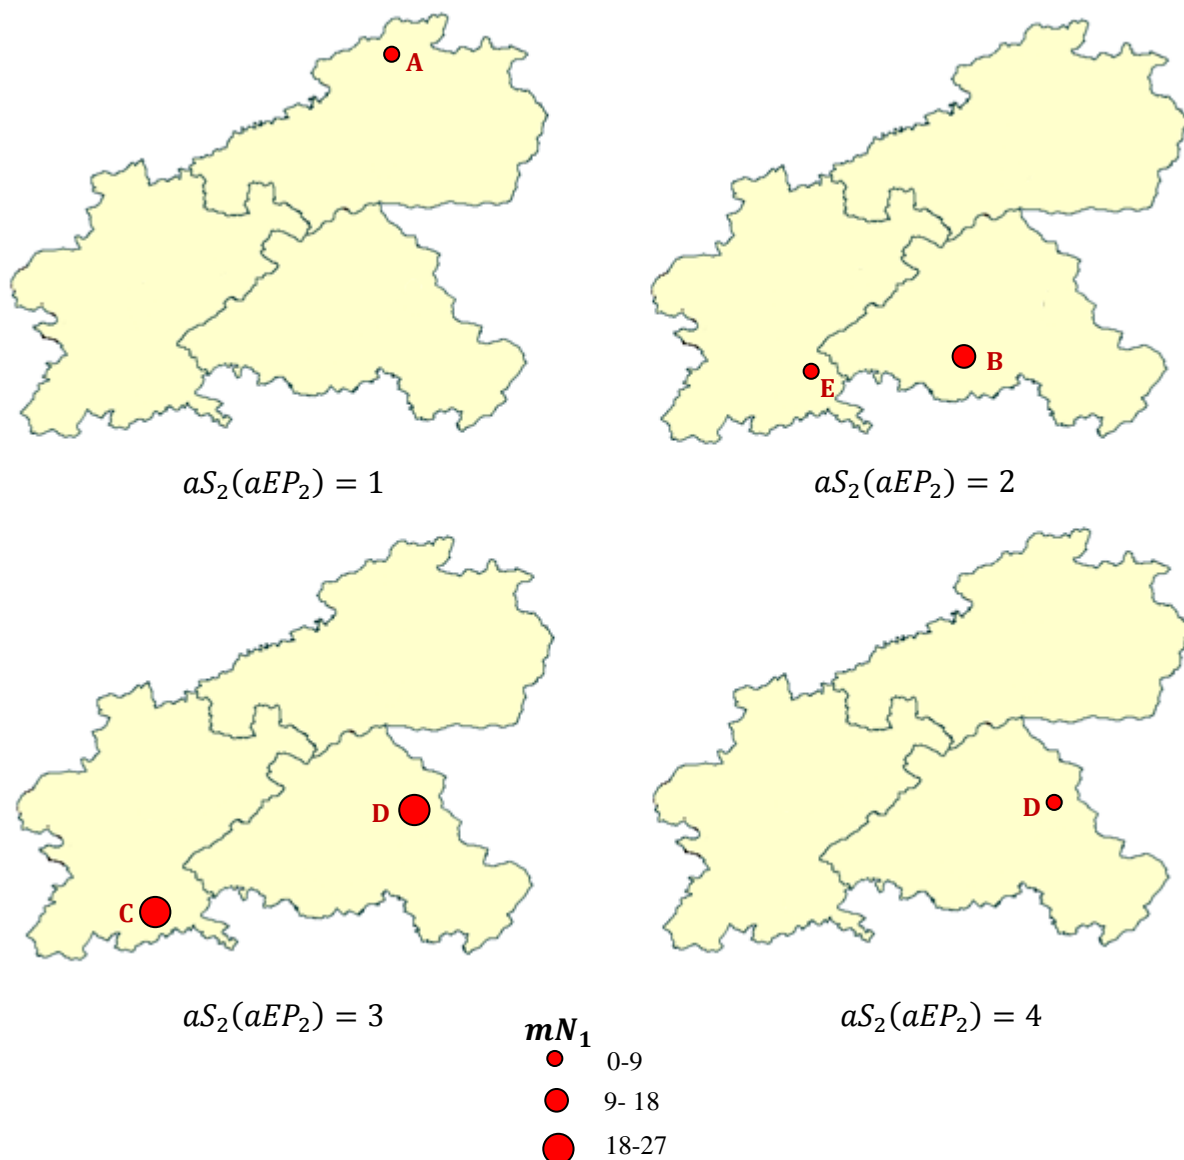 A
E
B
aS₂(aEP₂) = 1
aS₂(aEP₂) = 2
C
D
D
aS₂(aEP₂) = 3
aS₂(aEP₂) = 4
mN₁
0-9
9- 18
18-27